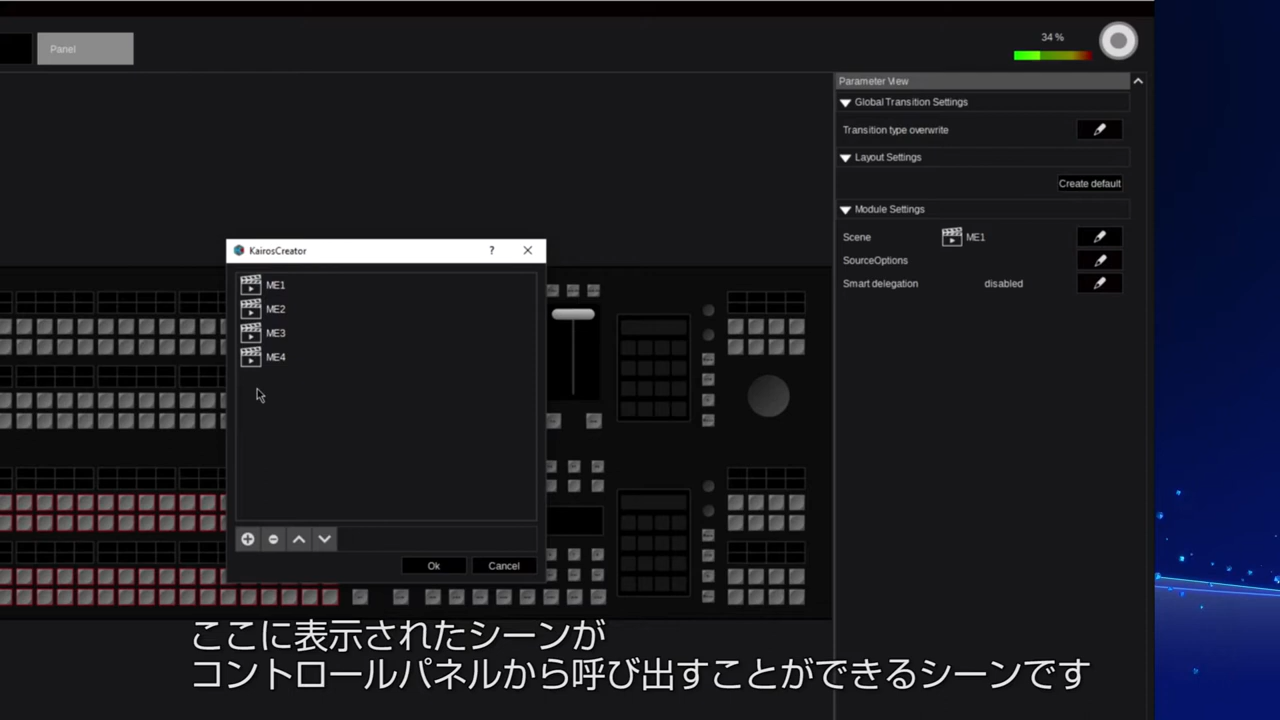 Panel
34 %
Parameter View
Global Transition Settings
Transition type overwrite
Layout Settings
Create default
Module Settings
Scene ME1
SourceOptions
Smart delegation disabled
KairosCreator ?
ME1
ME2
ME3
ME4
Ok Cancel
ここに表示されたシーンが
コントロールパネルから呼び出すことができるシーンです